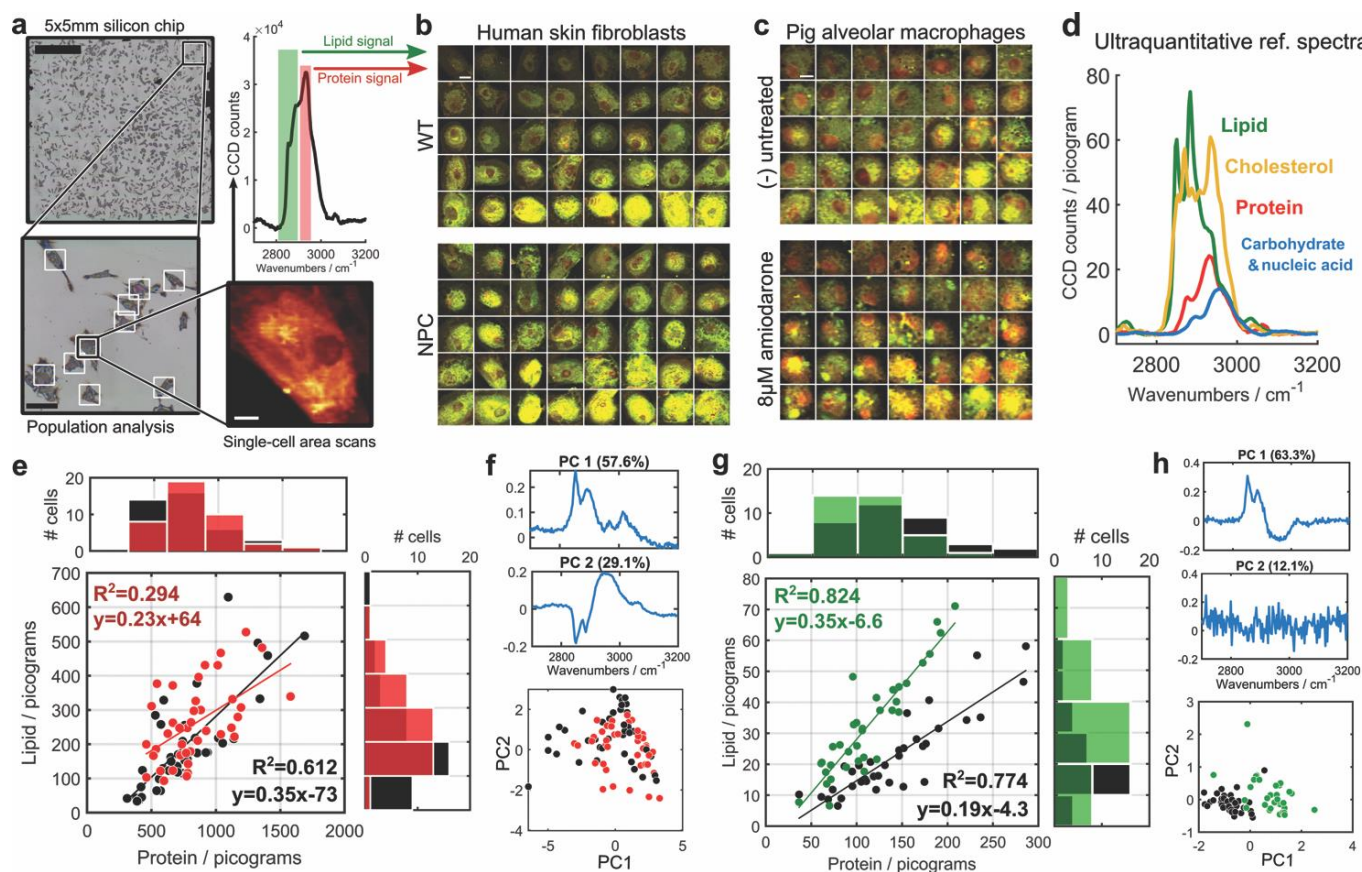 a
5x5mm silicon chip
Population analysis
Single-cell area scans
×10⁴
4
3
2
1
0
CCD counts
2800 3000 3200
Wavenumbers / cm⁻¹
Lipid signal
Protein signal
b
Human skin fibroblasts
WT
NPC
c
Pig alveolar macrophages
(-) untreated
8μM amiodarone
d
Ultraquantitative ref. spectra
80
60
40
20
0
CCD counts / picogram
Lipid
Cholesterol
Protein
Carbohydrate
& nucleic acid
2800 3000 3200
Wavenumbers / cm⁻¹
e
20
10
0
# cells
# cells
0 10 20
700
600
500
400
300
200
100
0
Lipid / picograms
R²=0.294
y=0.23x+64
R²=0.612
y=0.35x-73
0 500 1000 1500 2000
Protein / picograms
f
PC 1 (57.6%)
0.2
0
PC 2 (29.1%)
0.2
0
-0.2
2800 3000 3200
Wavenumbers / cm⁻¹
2
0
-2
-4
PC2
-5 0 5
PC1
g
20
10
0
# cells
# cells
0 10 20
80
70
60
50
40
30
20
10
0
Lipid / picograms
R²=0.824
y=0.35x-6.6
R²=0.774
y=0.19x-4.3
0 50 100 150 200 250 300
Protein / picograms
h
PC 1 (63.3%)
0.4
0.2
0
-0.2
PC 2 (12.1%)
0.4
0.2
0
-0.2
2800 3000 3200
Wavenumbers / cm⁻¹
3
2
1
0
-1
PC2
-2 0 2 4
PC1